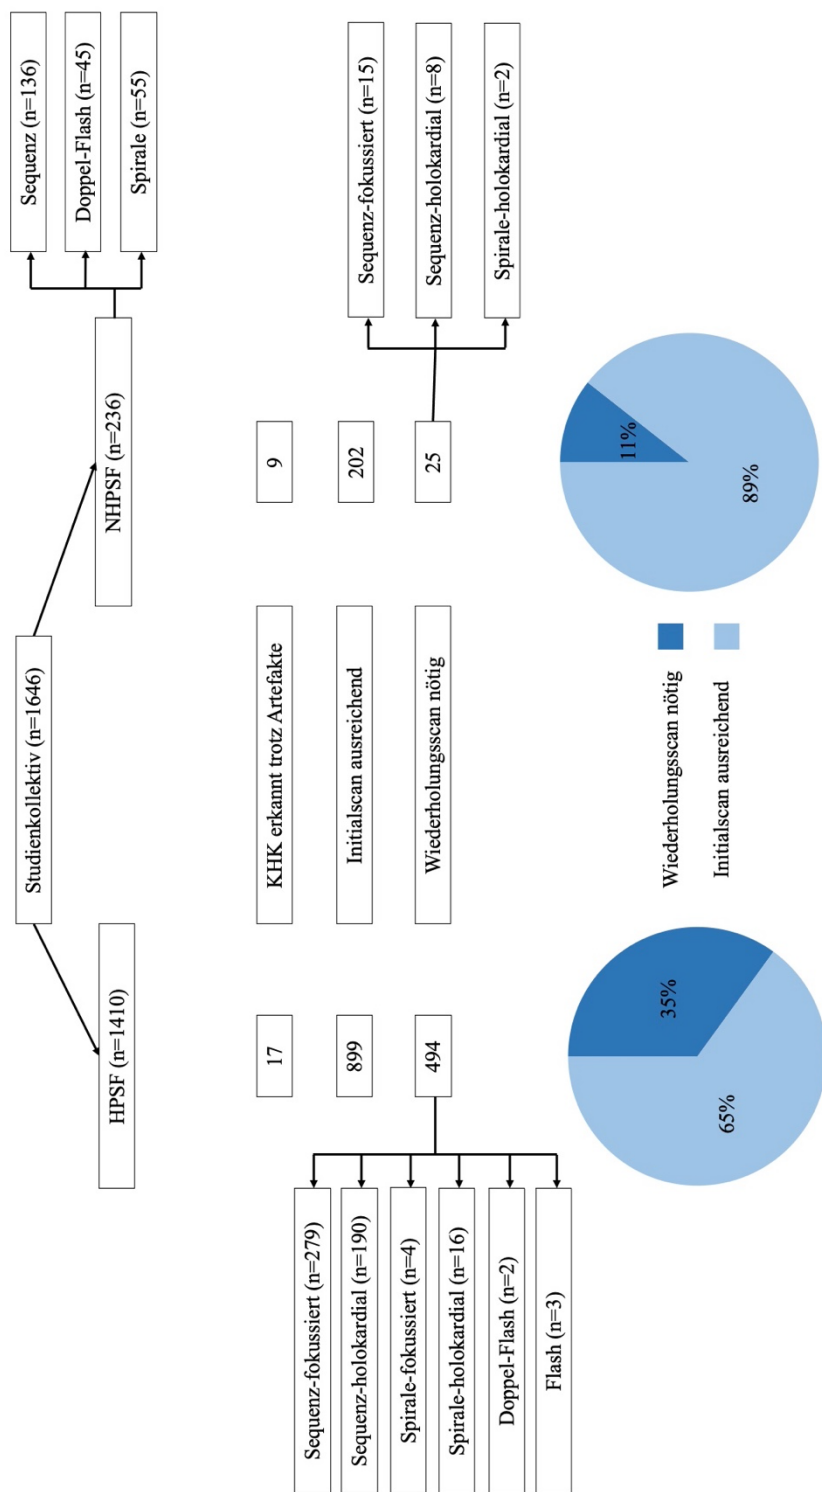 Studienkollektiv (n=1646)
HPSF (n=1410)
NHPSF (n=236)
Sequenz (n=136)
Doppel-Flash (n=45)
Spirale (n=55)
17
KHK erkannt trotz Artefakte
9
899
Initialscan ausreichend
202
494
Wiederholungsscan nötig
25
Sequenz-fokussiert (n=279)
Sequenz-holokardial (n=190)
Spirale-fokussiert (n=4)
Spirale-holokardial (n=16)
Doppel-Flash (n=2)
Flash (n=3)
Sequenz-fokussiert (n=15)
Sequenz-holokardial (n=8)
Spirale-holokardial (n=2)
35%
65%
Wiederholungsscan nötig
Initialscan ausreichend
11%
89%